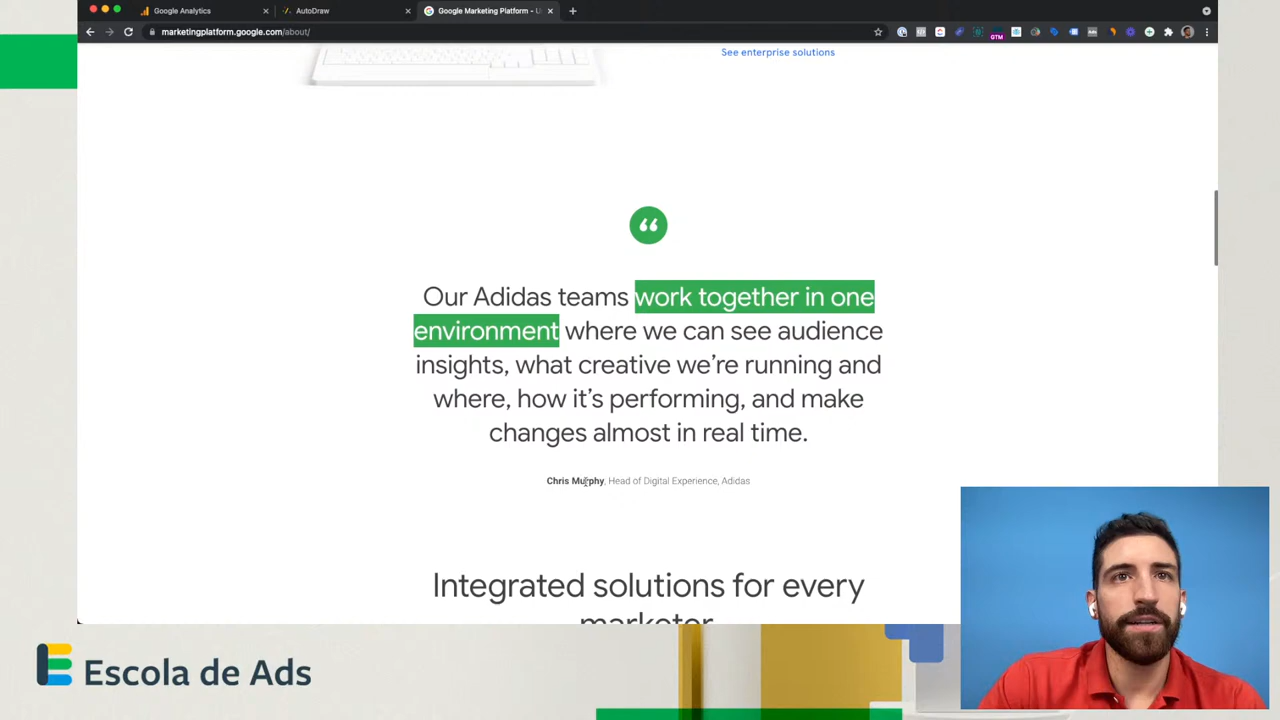 Google Analytics
AutoDraw
Google Marketing Platform - U
marketingplatform.google.com/about/
GTM
See enterprise solutions
Our Adidas teams work together in one
environment where we can see audience
insights, what creative we’re running and
where, how it’s performing, and make
changes almost in real time.
Chris Murphy, Head of Digital Experience, Adidas
Integrated solutions for every
marketer
Escola de Ads